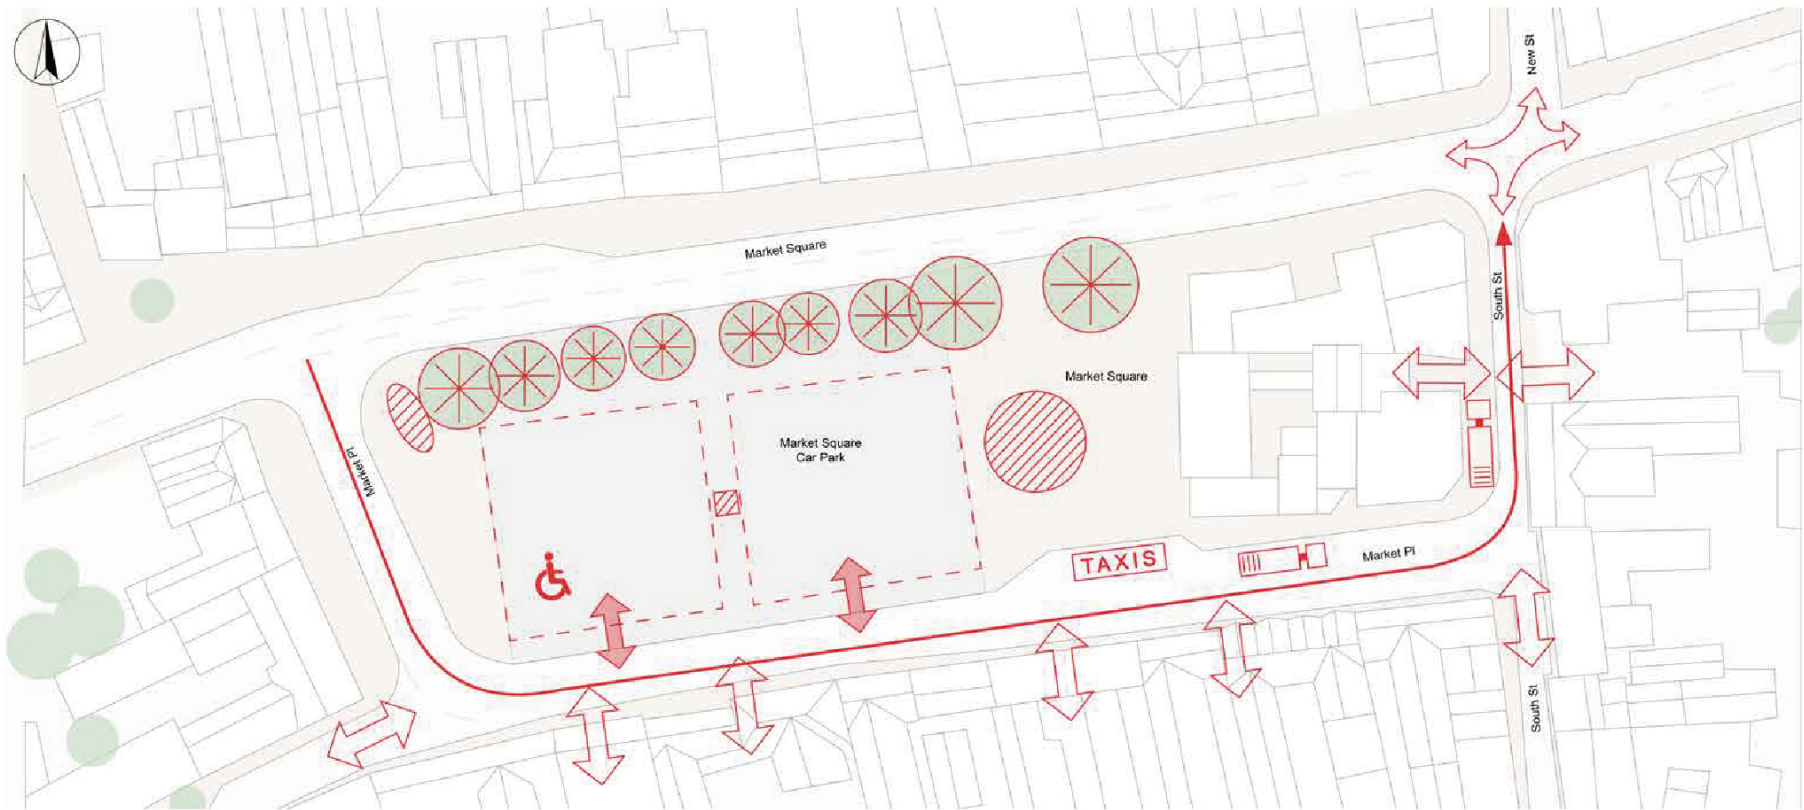 New St
Market Square
South St
Market Square
Market Square
Car Park
Market Pl
TAXIS
Market Pl
South St